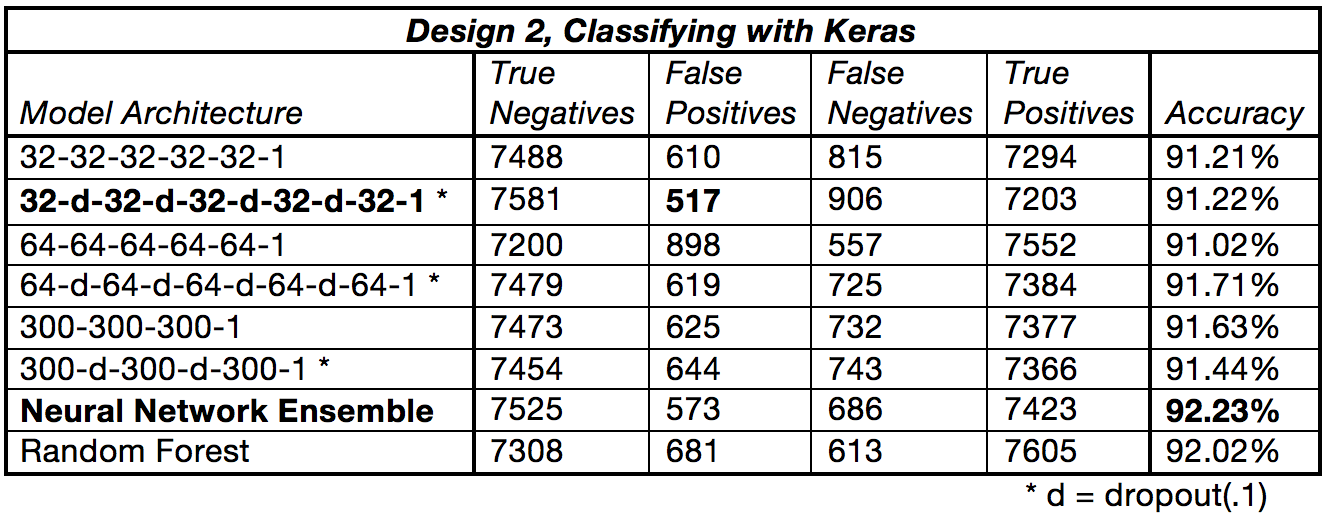 Design 2, Classifying with Keras
Model Architecture True Negatives False Positives False Negatives True Positives Accuracy
32-32-32-32-32-1 7488 610 815 7294 91.21%
32-d-32-d-32-d-32-d-32-1 * 7581 517 906 7203 91.22%
64-64-64-64-64-1 7200 898 557 7552 91.02%
64-d-64-d-64-d-64-d-64-1 * 7479 619 725 7384 91.71%
300-300-300-1 7473 625 732 7377 91.63%
300-d-300-d-300-1 * 7454 644 743 7366 91.44%
Neural Network Ensemble 7525 573 686 7423 92.23%
Random Forest 7308 681 613 7605 92.02%
* d = dropout(.1)